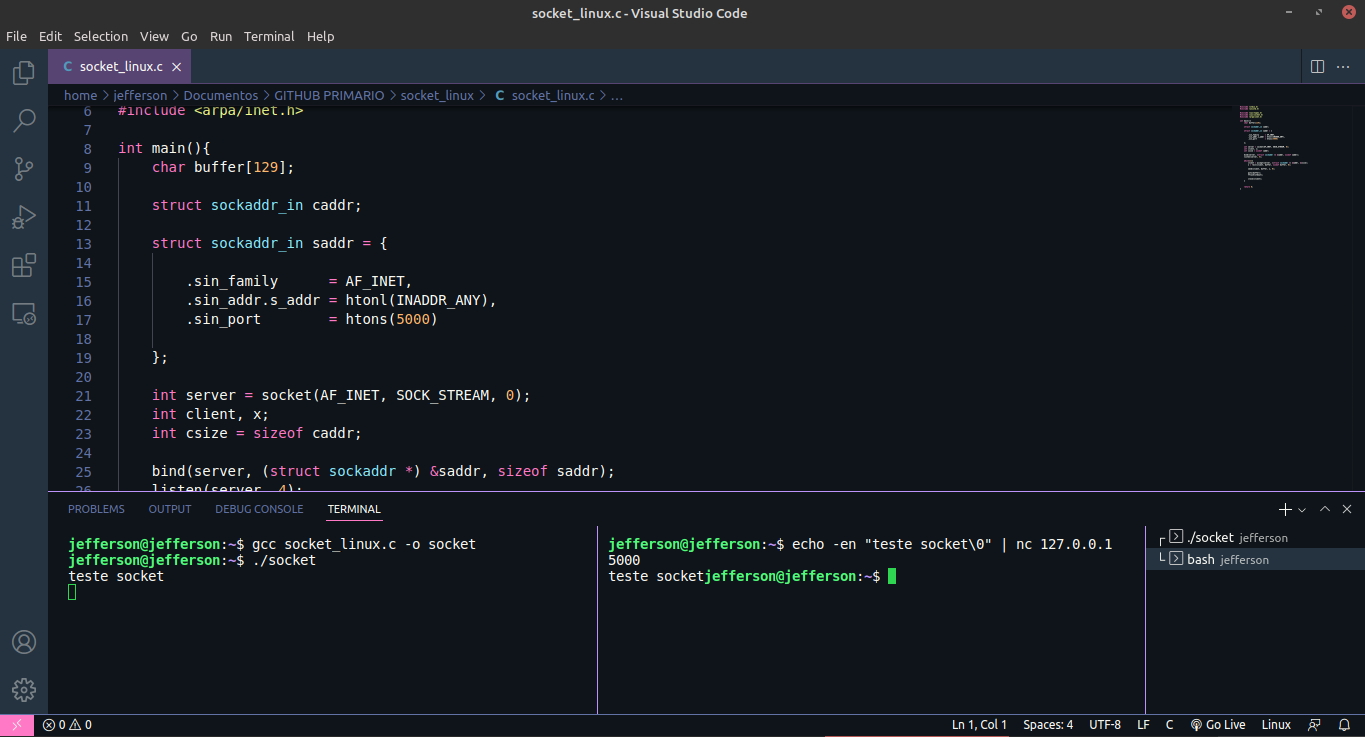 socket_linux.c - Visual Studio Code
File Edit Selection View Go Run Terminal Help
C socket_linux.c
home > jefferson > Documentos > GITHUB PRIMARIO > socket_linux > C socket_linux.c > ...
6 #include <arpa/inet.h>
7
8 int main(){
9 char buffer[129];
10
11 struct sockaddr_in caddr;
12
13 struct sockaddr_in saddr = {
14
15 .sin_family      = AF_INET,
16 .sin_addr.s_addr = htonl(INADDR_ANY),
17 .sin_port        = htons(5000)
18
19 };
20
21 int server = socket(AF_INET, SOCK_STREAM, 0);
22 int client, x;
23 int csize = sizeof caddr;
24
25 bind(server, (struct sockaddr *) &saddr, sizeof saddr);
26 listen(server, 4);
PROBLEMS OUTPUT DEBUG CONSOLE TERMINAL
jefferson@jefferson:~$ gcc socket_linux.c -o socket
jefferson@jefferson:~$ ./socket
teste socket
jefferson@jefferson:~$ echo -en "teste socket\0" | nc 127.0.0.1
5000
teste socketjefferson@jefferson:~$
./socket jefferson
bash jefferson
0 0 Ln 1, Col 1 Spaces: 4 UTF-8 LF C Go Live Linux